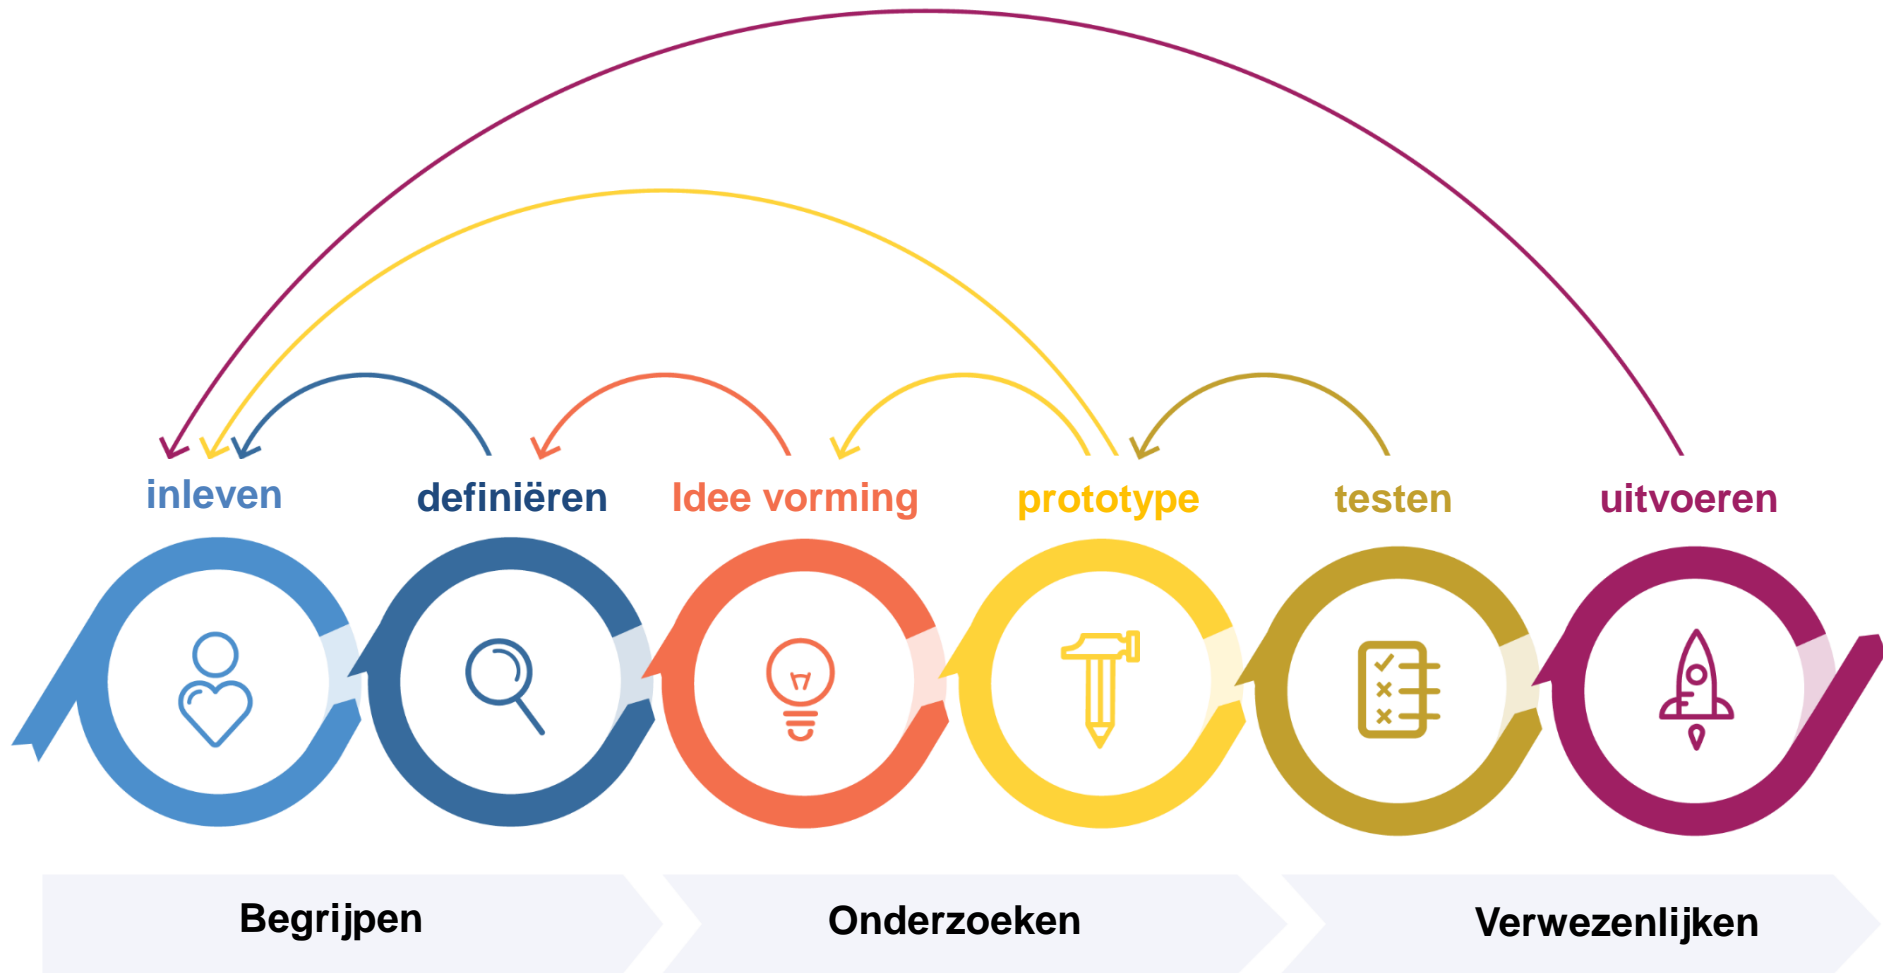 inleven
definiëren
Idee vorming
prototype
testen
uitvoeren
Begrijpen
Onderzoeken
Verwezenlijken